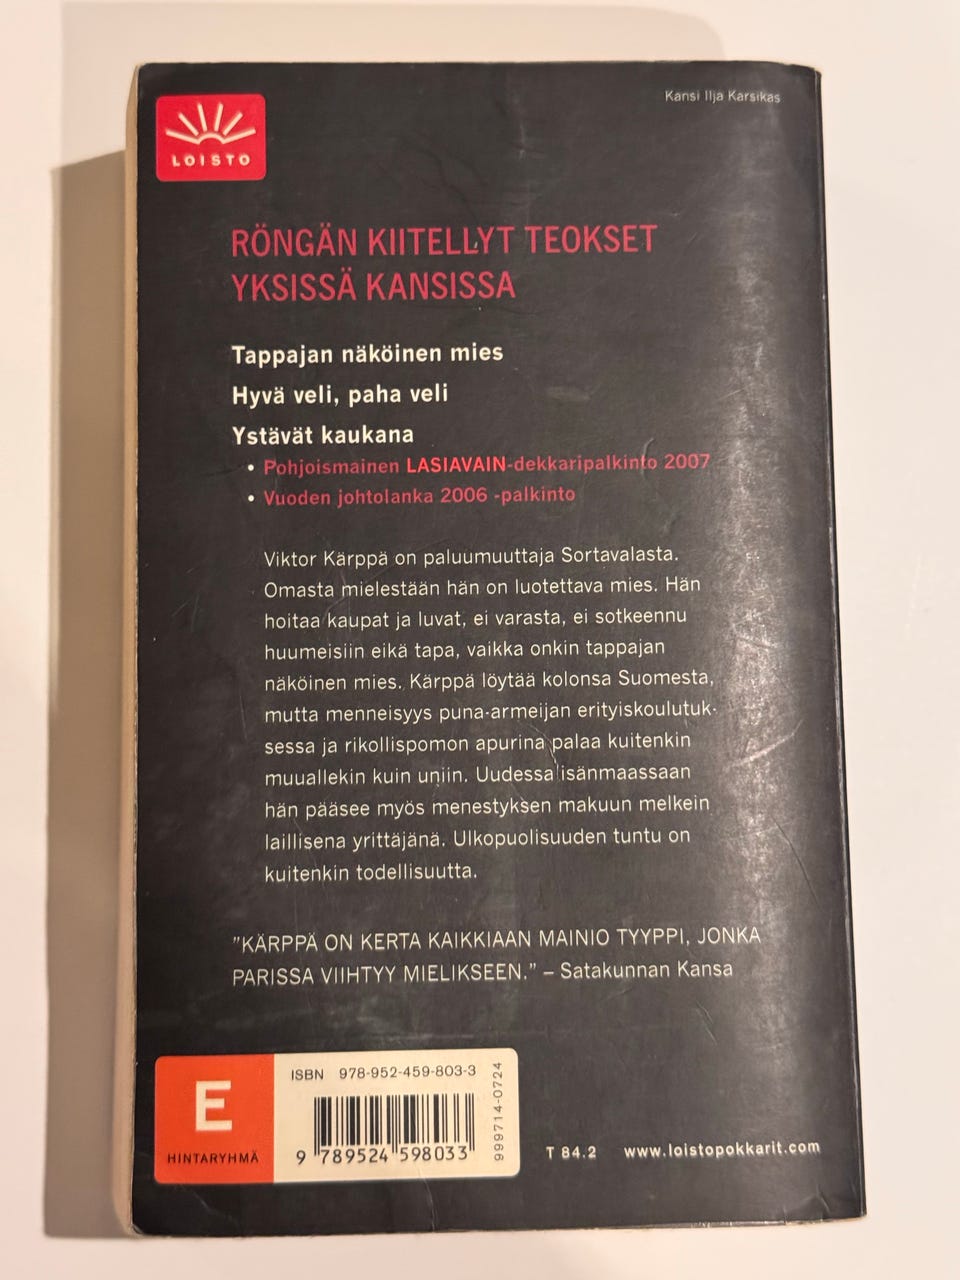 Kansi Ilja Karsikas
LOISTO
RÖNGÄN KIITELLYT TEOKSET
YKSISSÄ KANSISSA
Tappajan näköinen mies
Hyvä veli, paha veli
Ystävät kaukana
• Pohjoismainen LASIAVAIN-dekkaripalkinto 2007
• Vuoden johtolanka 2006 -palkinto
Viktor Kärppä on paluumuuttaja Sortavalasta.
Omasta mielestään hän on luotettava mies. Hän
hoitaa kaupat ja luvat, ei varasta, ei sotkeennu
huumeisiin eikä tapa, vaikka onkin tappajan
näköinen mies. Kärppä löytää kolonsa Suomesta,
mutta menneisyys puna-armeijan erityiskoulutuk-
sessa ja rikollispomon apurina palaa kuitenkin
muuallekin kuin uniin. Uudessa isänmaassaan
hän pääsee myös menestyksen makuun melkein
laillisena yrittäjänä. Ulkopuolisuuden tuntu on
kuitenkin todellisuutta.
"KÄRPPÄ ON KERTA KAIKKIAAN MAINIO TYYPPI, JONKA
PARISSA VIIHTYY MIELIKSEEN." – Satakunnan Kansa
E
HINTARYHMÄ
ISBN 978-952-459-803-3
9 789524 598033
999714-0724
T 84.2 www.loistopokkarit.com